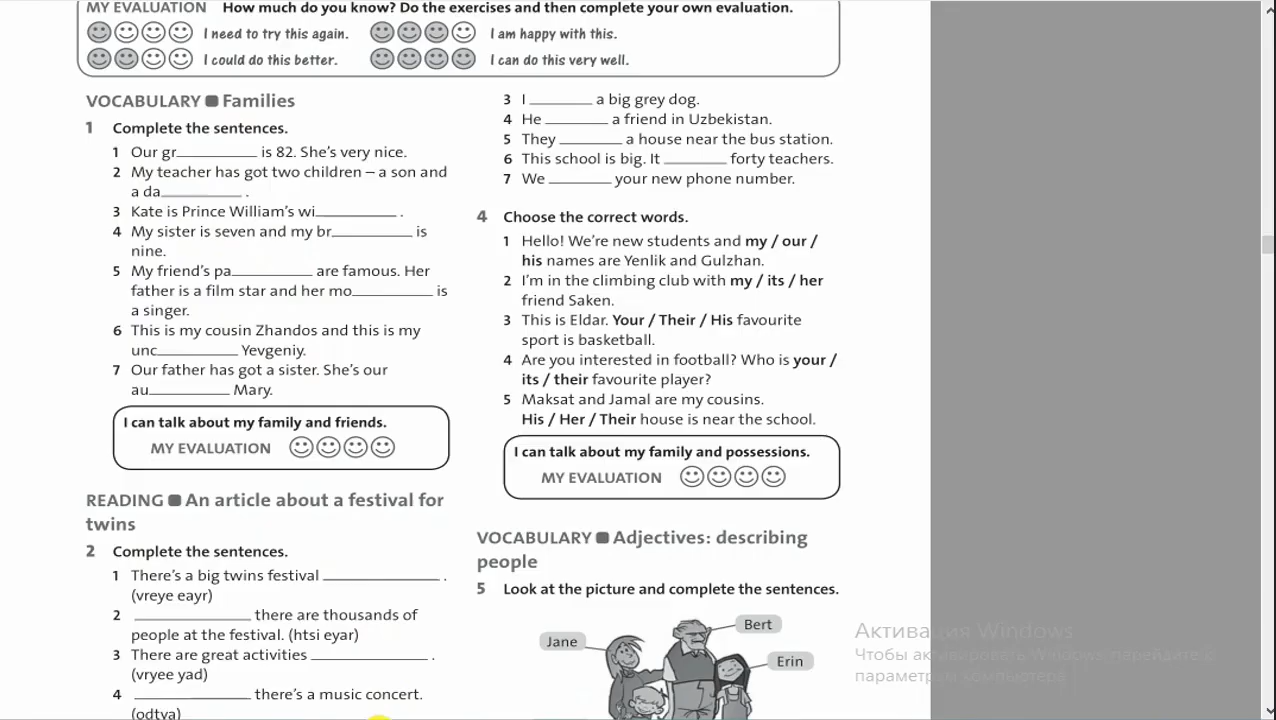 MY EVALUATION How much do you know? Do the exercises and then complete your own evaluation.
I need to try this again. I am happy with this.
I could do this better. I can do this very well.
VOCABULARY ■ Families
1 Complete the sentences.
1 Our gr__________ is 82. She's very nice.
2 My teacher has got two children – a son and
a da__________ .
3 Kate is Prince William's wi__________ .
4 My sister is seven and my br__________ is
nine.
5 My friend's pa__________ are famous. Her
father is a film star and her mo__________ is
a singer.
6 This is my cousin Zhandos and this is my
unc__________ Yevgeniy.
7 Our father has got a sister. She's our
au__________ Mary.
I can talk about my family and friends.
MY EVALUATION
READING ■ An article about a festival for
twins
2 Complete the sentences.
1 There's a big twins festival ______________ .
(vreye eayr)
2 ______________ there are thousands of
people at the festival. (htsi eyar)
3 There are great activities ______________ .
(vryee yad)
4 ______________ there's a music concert.
(odtya)
3 I ________ a big grey dog.
4 He ________ a friend in Uzbekistan.
5 They ________ a house near the bus station.
6 This school is big. It ________ forty teachers.
7 We ________ your new phone number.
4 Choose the correct words.
1 Hello! We're new students and my / our /
his names are Yenlik and Gulzhan.
2 I'm in the climbing club with my / its / her
friend Saken.
3 This is Eldar. Your / Their / His favourite
sport is basketball.
4 Are you interested in football? Who is your /
its / their favourite player?
5 Maksat and Jamal are my cousins.
His / Her / Their house is near the school.
I can talk about my family and possessions.
MY EVALUATION
VOCABULARY ■ Adjectives: describing
people
5 Look at the picture and complete the sentences.
Bert
Jane
Erin
Активация Windows
Чтобы активировать Windows, перейдите в
параметры компьютера